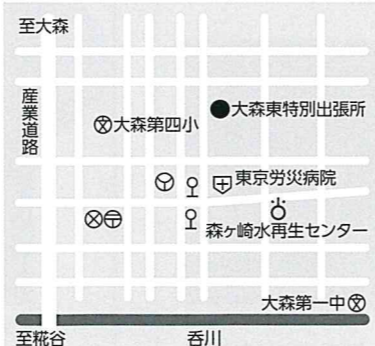 至大森
産業道路
大森東特別出張所
文大森第四小
東京労災病院
森ヶ崎水再生センター
大森第一中文
至糀谷
呑川